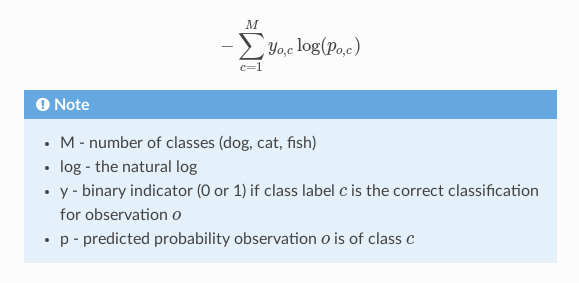 − ∑_{c=1}^{M} y_{o,c} log(p_{o,c})
Note
• M - number of classes (dog, cat, fish)
• log - the natural log
• y - binary indicator (0 or 1) if class label c is the correct classification
for observation o
• p - predicted probability observation o is of class c